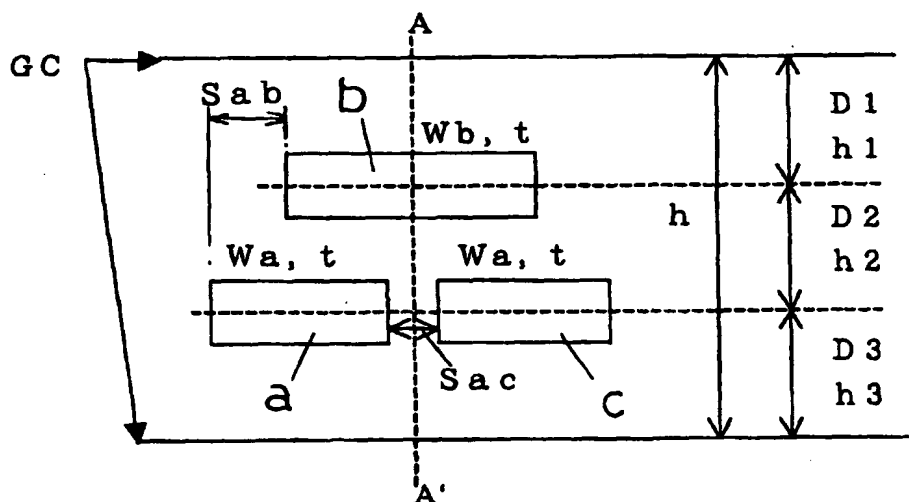 A
GC
Sab
b
D1
h1
Wb, t
h
D2
h2
Wa, t
Wa, t
a
Sac
c
D3
h3
A'